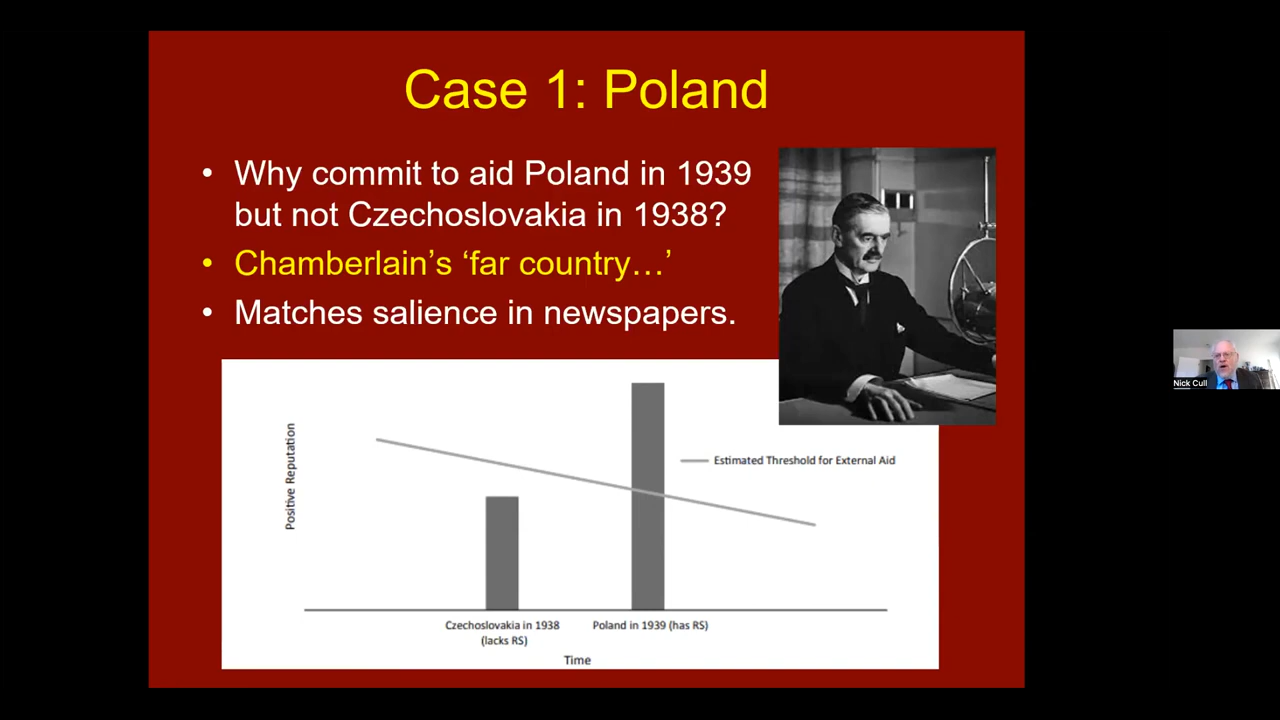 Case 1: Poland
• Why commit to aid Poland in 1939
but not Czechoslovakia in 1938?
• Chamberlain’s ‘far country…’
• Matches salience in newspapers.
Positive Reputation
Estimated Threshold for External Aid
Czechoslovakia in 1938
(lacks RS)
Poland in 1939 (has RS)
Time
Nick Cull